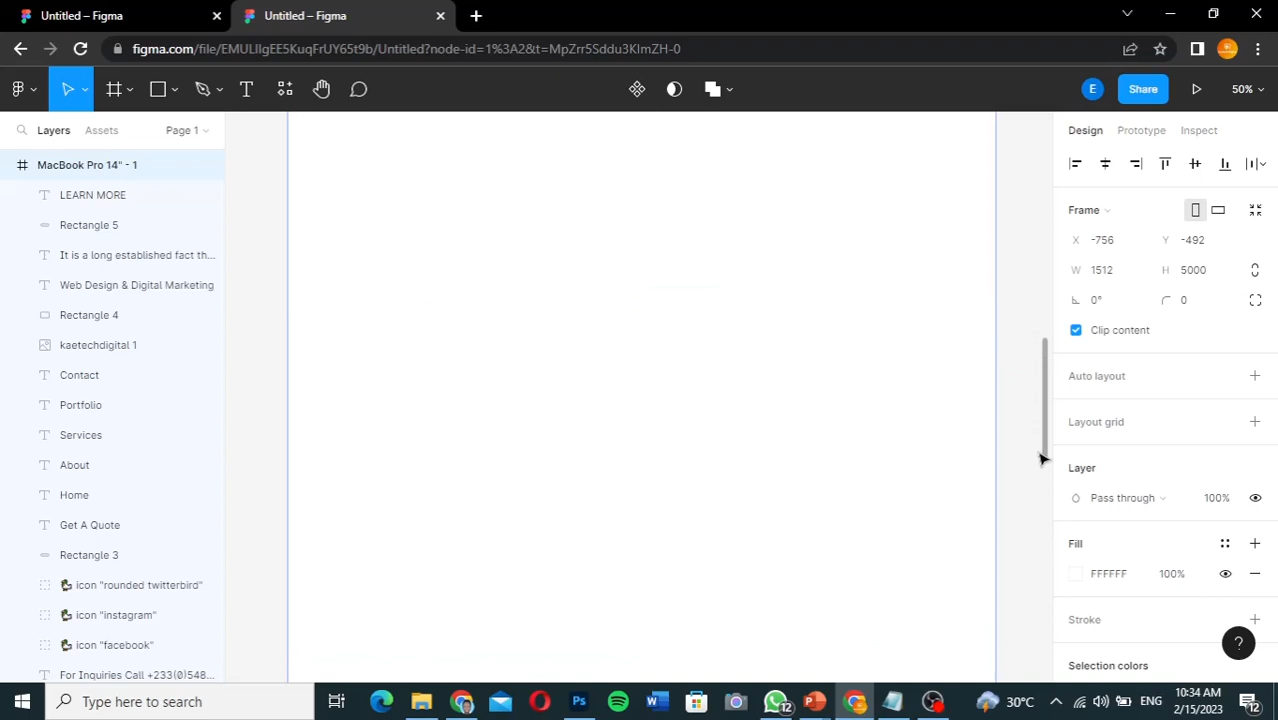 Untitled – Figma
Untitled – Figma
figma.com/file/EMULlIgEE5KuqFrUY65t9b/Untitled?node-id=1%3A2&t=MpZrr5Sddu3KlmZH-0
E
Share
50%
Layers
Assets
Page 1
MacBook Pro 14" - 1
LEARN MORE
Rectangle 5
It is a long established fact th...
Web Design & Digital Marketing
Rectangle 4
kaetechdigital 1
Contact
Portfolio
Services
About
Home
Get A Quote
Rectangle 3
icon "rounded twitterbird"
icon "instagram"
icon "facebook"
For Inquiries Call +233(0)548...
Design
Prototype
Inspect
Frame
X -756
Y -492
W 1512
H 5000
0°
0
Clip content
Auto layout
Layout grid
Layer
Pass through
100%
Fill
FFFFFF
100%
Stroke
Selection colors
?
Type here to search
Ps
W
12
30°C
ENG
10:34 AM
2/15/2023
12